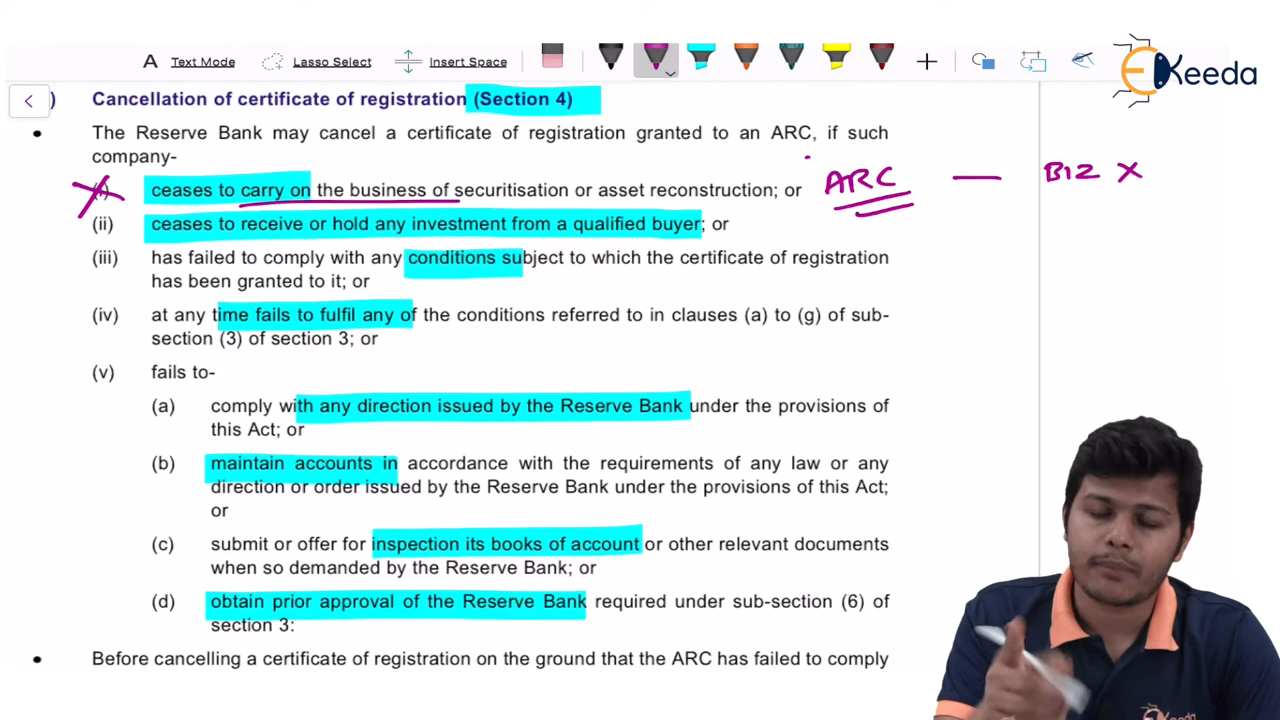 Text Mode
Lasso Select
Insert Space
EKeeda
) Cancellation of certificate of registration (Section 4)
• The Reserve Bank may cancel a certificate of registration granted to an ARC, if such
company-
(i) ceases to carry on the business of securitisation or asset reconstruction; or
ARC — BIZ X
(ii) ceases to receive or hold any investment from a qualified buyer; or
(iii) has failed to comply with any conditions subject to which the certificate of registration
has been granted to it; or
(iv) at any time fails to fulfil any of the conditions referred to in clauses (a) to (g) of sub-
section (3) of section 3; or
(v) fails to-
(a) comply with any direction issued by the Reserve Bank under the provisions of
this Act; or
(b) maintain accounts in accordance with the requirements of any law or any
direction or order issued by the Reserve Bank under the provisions of this Act;
or
(c) submit or offer for inspection its books of account or other relevant documents
when so demanded by the Reserve Bank; or
(d) obtain prior approval of the Reserve Bank required under sub-section (6) of
section 3:
• Before cancelling a certificate of registration on the ground that the ARC has failed to comply
Keeda